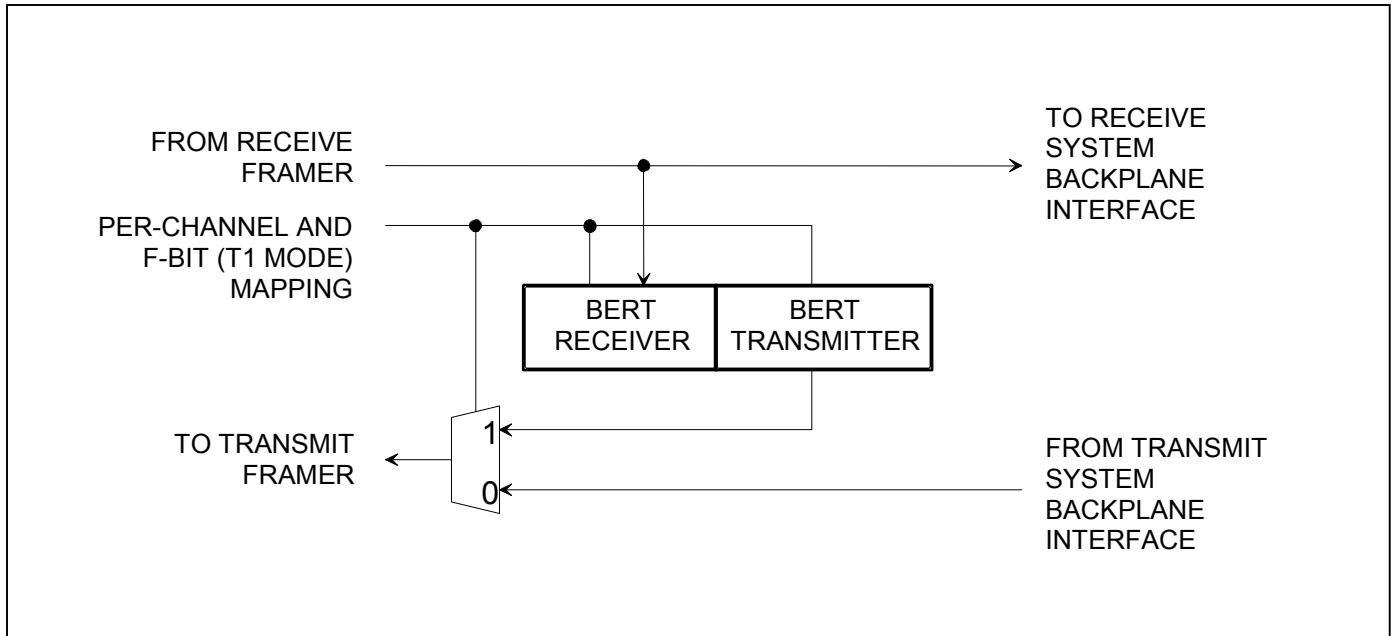 FROM RECEIVE
FRAMER
TO RECEIVE
SYSTEM
BACKPLANE
INTERFACE
PER-CHANNEL AND
F-BIT (T1 MODE)
MAPPING
BERT
RECEIVER
BERT
TRANSMITTER
1
0
TO TRANSMIT
FRAMER
FROM TRANSMIT
SYSTEM
BACKPLANE
INTERFACE